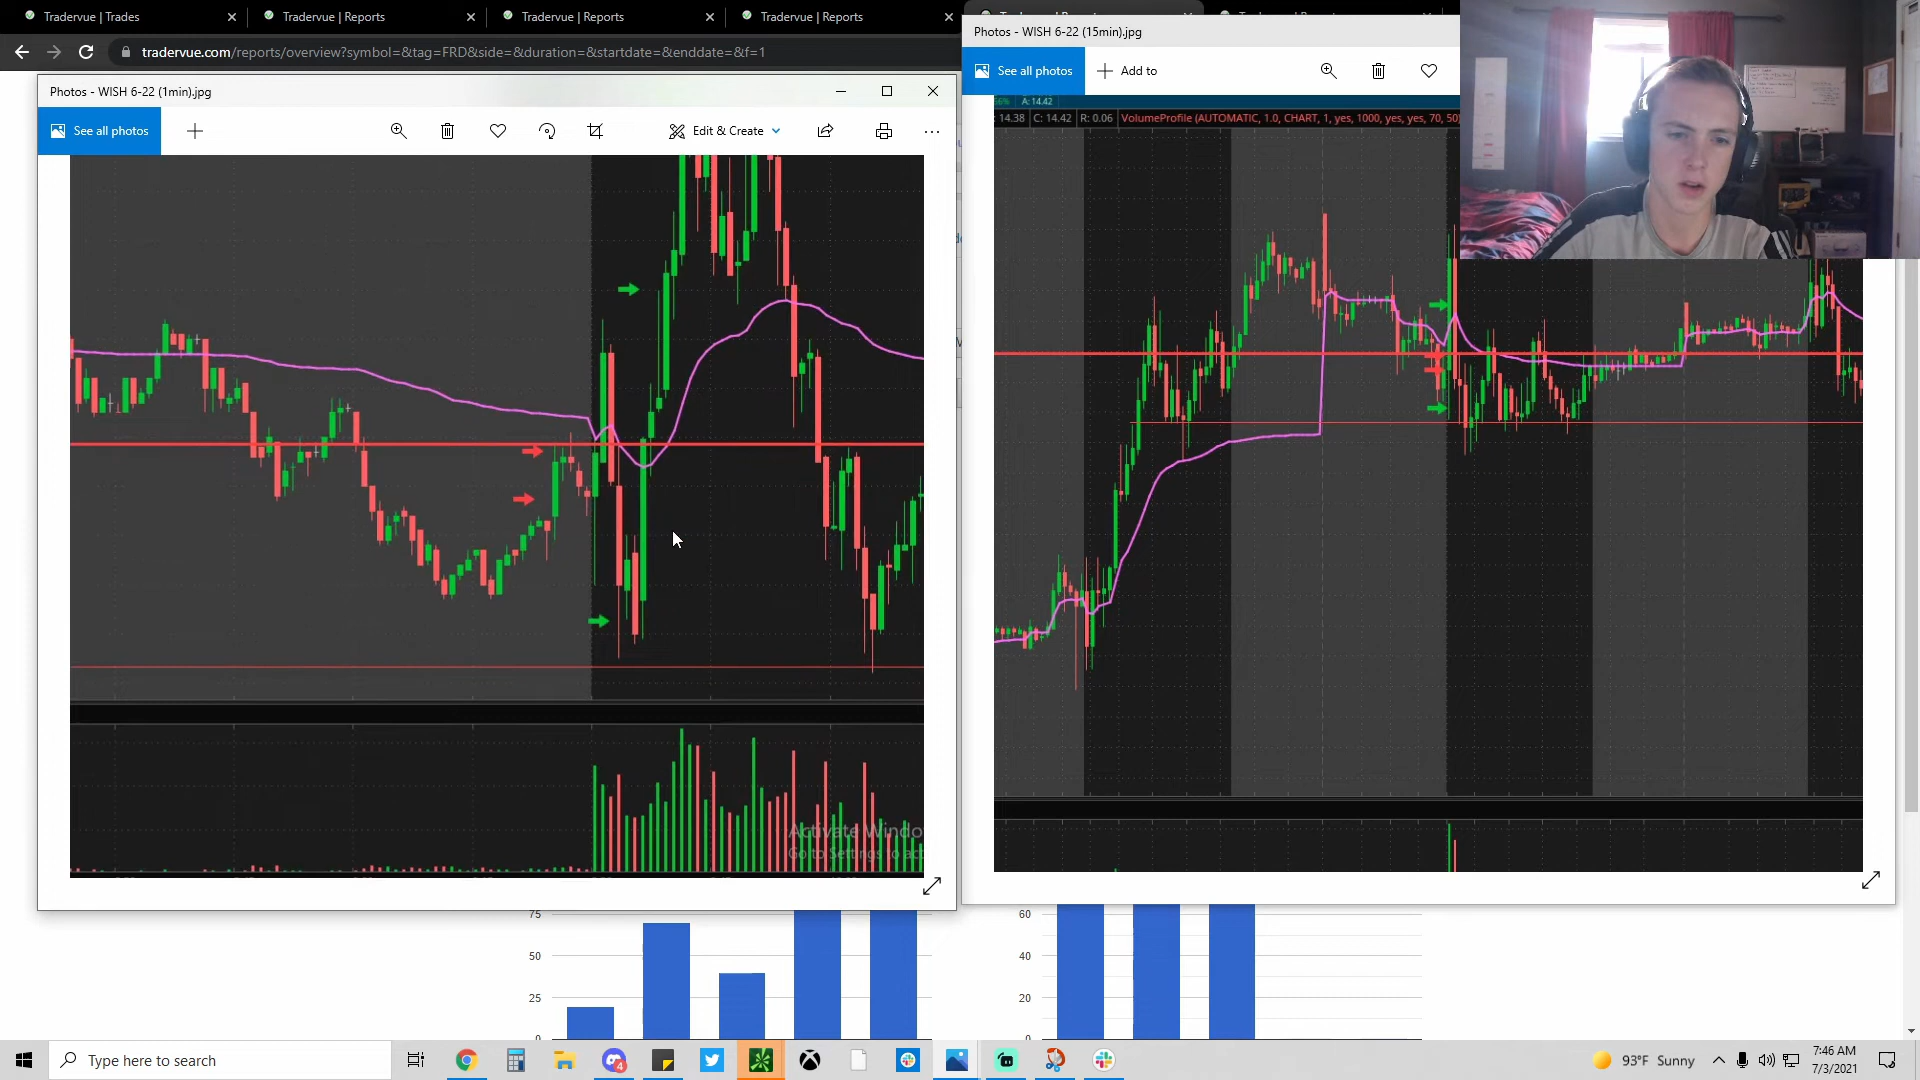 Tradervue | Trades
Tradervue | Reports
Tradervue | Reports
Tradervue | Reports
tradervue.com/reports/overview?symbol=&tag=FRD&side=&duration=&startdate=&enddate=&f=1
Photos - WISH 6-22 (1min).jpg
See all photos
Edit & Create
Photos - WISH 6-22 (15min).jpg
See all photos
Add to
A: 14.42
14.38 C: 14.42 R: 0.06 VolumeProfile (AUTOMATIC, 1.0, CHART, 1, yes, 1000, yes, yes, 70, 50
75
50
25
0
60
40
20
0
Type here to search
4
93°F Sunny
7:46 AM
7/3/2021